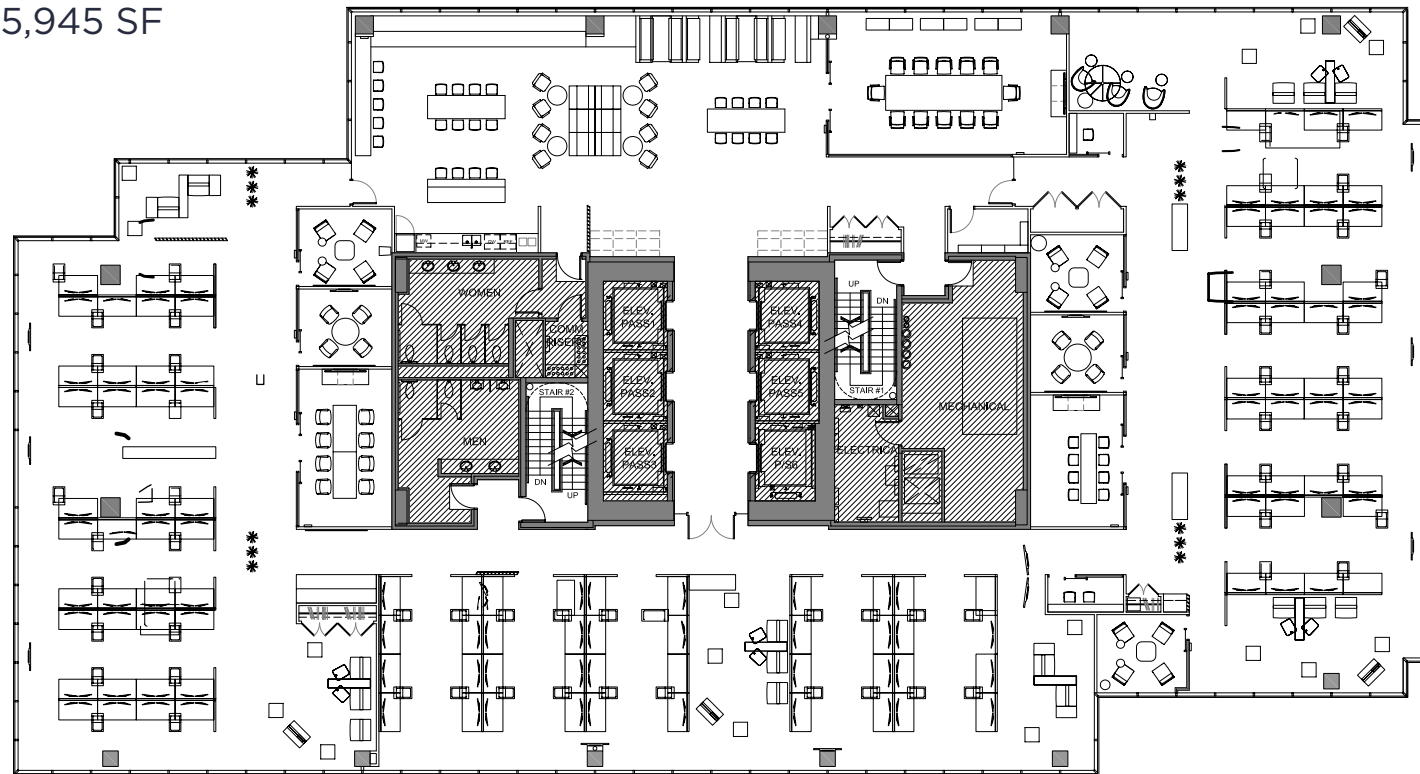 5,945 SF
WOMEN
COMM
RISER
ELEV.
PASS1
ELEV.
PASS4
UP
DN
ELEV.
PASS2
ELEV.
PASS5
STAIR #2
STAIR #1
MECHANICAL
MEN
ELEV.
PASS3
ELEV.
P/S6
ELECTRICAL
DN
UP